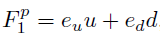 F_1^p = e_u u + e_d d